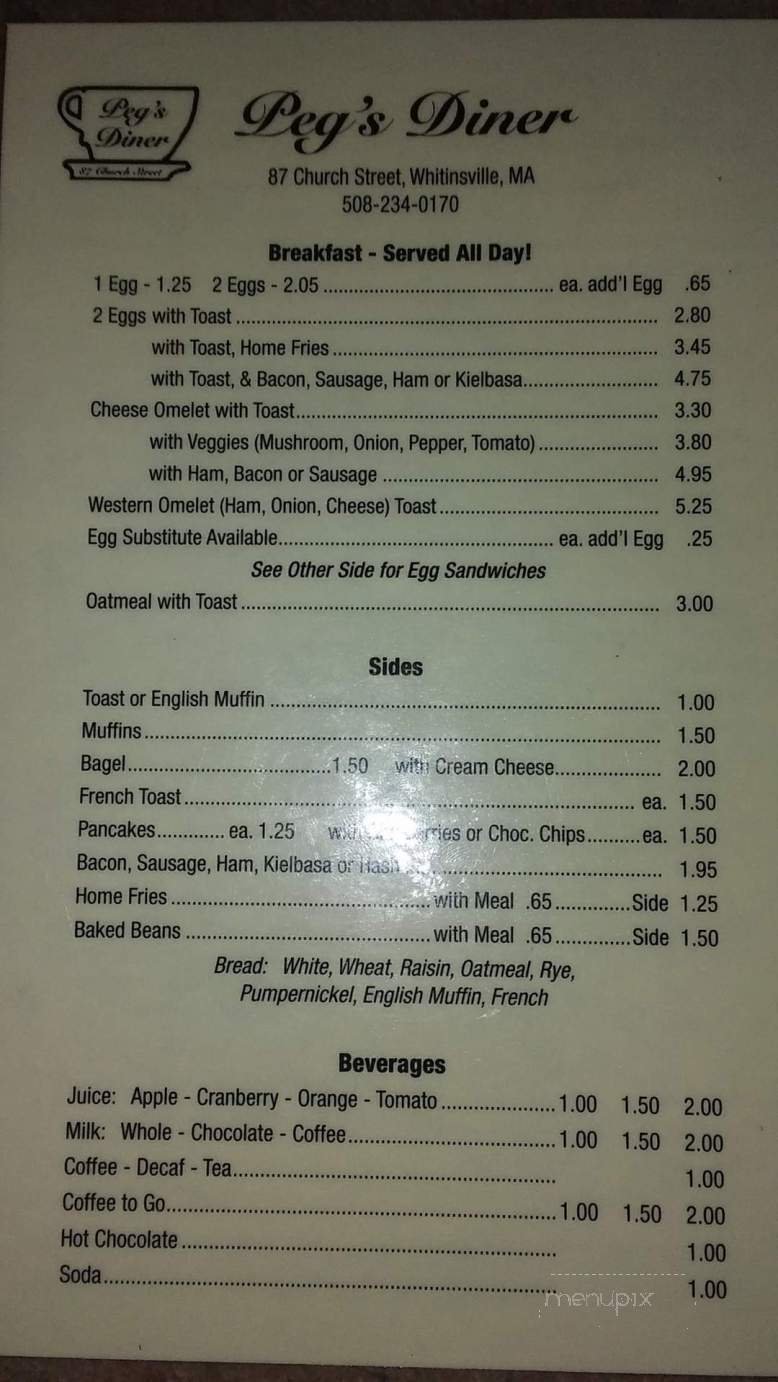 Peg's
Diner
87 Church Street
Peg's Diner
87 Church Street, Whitinsville, MA
508-234-0170
Breakfast - Served All Day!
1 Egg - 1.25 2 Eggs - 2.05 ........ ea. add'l Egg .65
2 Eggs with Toast ........ 2.80
with Toast, Home Fries ........ 3.45
with Toast, & Bacon, Sausage, Ham or Kielbasa ........ 4.75
Cheese Omelet with Toast ........ 3.30
with Veggies (Mushroom, Onion, Pepper, Tomato) ........ 3.80
with Ham, Bacon or Sausage ........ 4.95
Western Omelet (Ham, Onion, Cheese) Toast ........ 5.25
Egg Substitute Available ........ ea. add'l Egg .25
See Other Side for Egg Sandwiches
Oatmeal with Toast ........ 3.00
Sides
Toast or English Muffin ........ 1.00
Muffins ........ 1.50
Bagel ........ 1.50 with Cream Cheese ........ 2.00
French Toast ........ ea. 1.50
Pancakes ........ ea. 1.25 or Choc. Chips ........ ea. 1.50
Bacon, Sausage, Ham, Kielbasa or Hash ........ 1.95
Home Fries ........ with Meal .65 ........ Side 1.25
Baked Beans ........ with Meal .65 ........ Side 1.50
Bread: White, Wheat, Raisin, Oatmeal, Rye,
Pumpernickel, English Muffin, French
Beverages
Juice: Apple - Cranberry - Orange - Tomato ........ 1.00 1.50 2.00
Milk: Whole - Chocolate - Coffee ........ 1.00 1.50 2.00
Coffee - Decaf - Tea ........ 1.00
Coffee to Go ........ 1.00 1.50 2.00
Hot Chocolate ........ 1.00
Soda ........ 1.00
menupix